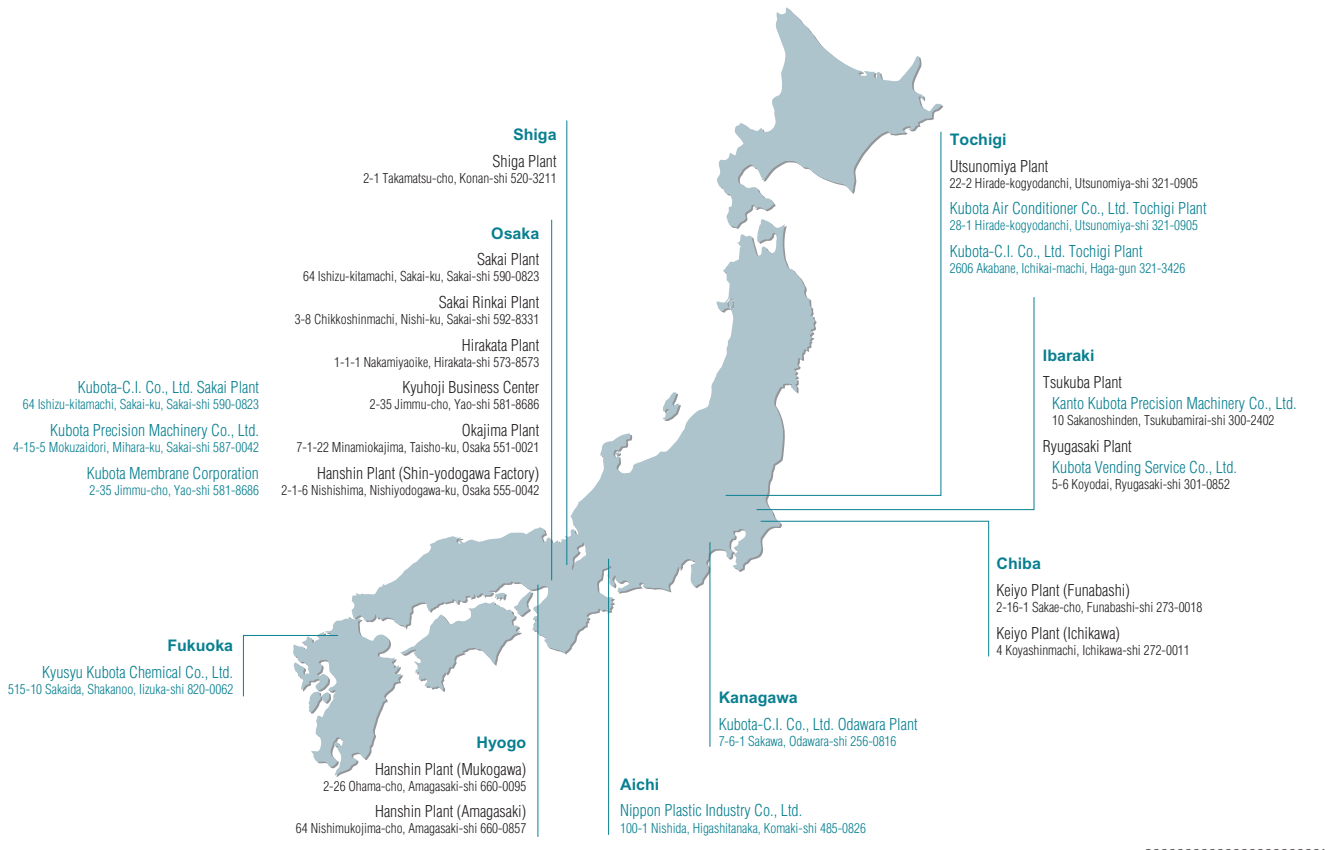 Shiga
Shiga Plant
2-1 Takamatsu-cho, Konan-shi 520-3211
Osaka
Sakai Plant
64 Ishizu-kitamachi, Sakai-ku, Sakai-shi 590-0823
Sakai Rinkai Plant
3-8 Chikkoshinmachi, Nishi-ku, Sakai-shi 592-8331
Hirakata Plant
1-1-1 Nakamiyaoike, Hirakata-shi 573-8573
Kyuhoji Business Center
2-35 Jimmu-cho, Yao-shi 581-8686
Okajima Plant
7-1-22 Minamiokajima, Taisho-ku, Osaka 551-0021
Hanshin Plant (Shin-yodogawa Factory)
2-1-6 Nishishima, Nishiyodogawa-ku, Osaka 555-0042
Kubota-C.I. Co., Ltd. Sakai Plant
64 Ishizu-kitamachi, Sakai-ku, Sakai-shi 590-0823
Kubota Precision Machinery Co., Ltd.
4-15-5 Mokuzaidori, Mihara-ku, Sakai-shi 587-0042
Kubota Membrane Corporation
2-35 Jimmu-cho, Yao-shi 581-8686
Fukuoka
Kyusyu Kubota Chemical Co., Ltd.
515-10 Sakaida, Shakanoo, Iizuka-shi 820-0062
Hyogo
Hanshin Plant (Mukogawa)
2-26 Ohama-cho, Amagasaki-shi 660-0095
Hanshin Plant (Amagasaki)
64 Nishimukojima-cho, Amagasaki-shi 660-0857
Aichi
Nippon Plastic Industry Co., Ltd.
100-1 Nishida, Higashitanaka, Komaki-shi 485-0826
Kanagawa
Kubota-C.I. Co., Ltd. Odawara Plant
7-6-1 Sakawa, Odawara-shi 256-0816
Tochigi
Utsunomiya Plant
22-2 Hirade-kogyodanchi, Utsunomiya-shi 321-0905
Kubota Air Conditioner Co., Ltd. Tochigi Plant
28-1 Hirade-kogyodanchi, Utsunomiya-shi 321-0905
Kubota-C.I. Co., Ltd. Tochigi Plant
2606 Akabane, Ichikai-machi, Haga-gun 321-3426
Ibaraki
Tsukuba Plant
Kanto Kubota Precision Machinery Co., Ltd.
10 Sakanoshinden, Tsukubamirai-shi 300-2402
Ryugasaki Plant
Kubota Vending Service Co., Ltd.
5-6 Koyodai, Ryugasaki-shi 301-0852
Chiba
Keiyo Plant (Funabashi)
2-16-1 Sakae-cho, Funabashi-shi 273-0018
Keiyo Plant (Ichikawa)
4 Koyashinmachi, Ichikawa-shi 272-0011